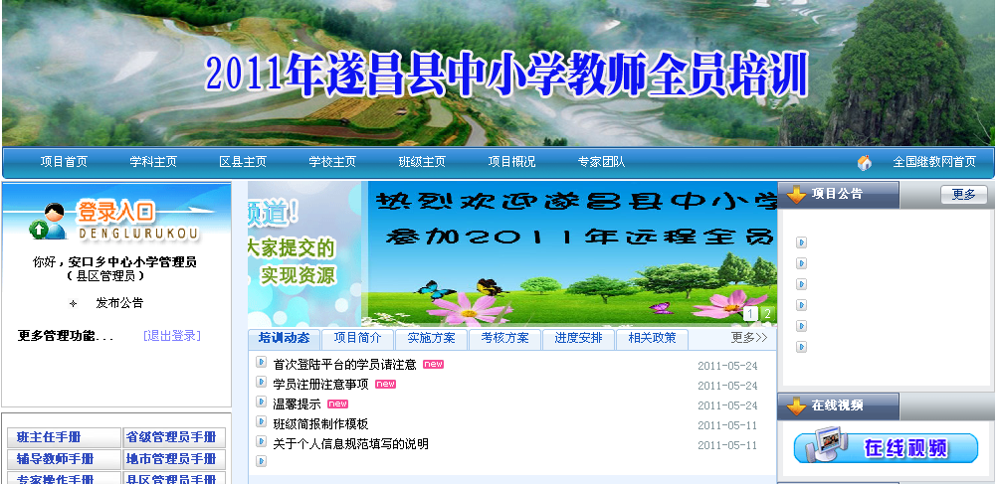 2011年遂昌县中小学教师全员培训
项目首页 学科主页 区县主页 学校主页 班级主页 项目概况 专家团队 全国继教网首页
登录入口
DENGLURUKOU
你好，安口乡中心小学管理员
（县区管理员）
发布公告
更多管理功能... [退出登录]
班主任手册 省级管理员手册
辅导教师手册 地市管理员手册
专家操作手册 县区管理员手册
频道！
大家提交的
实现资源
热烈欢迎遂昌县中小学
参加2011年远程全员
1 2
培训动态 项目简介 实施方案 考核方案 进度安排 相关政策 更多>>
首次登陆平台的学员请注意 new 2011-05-24
学员注册注意事项 new 2011-05-24
温馨提示 new 2011-05-24
班级简报制作模板 2011-05-11
关于个人信息规范填写的说明 2011-05-11
项目公告 更多
在线视频
在线视频